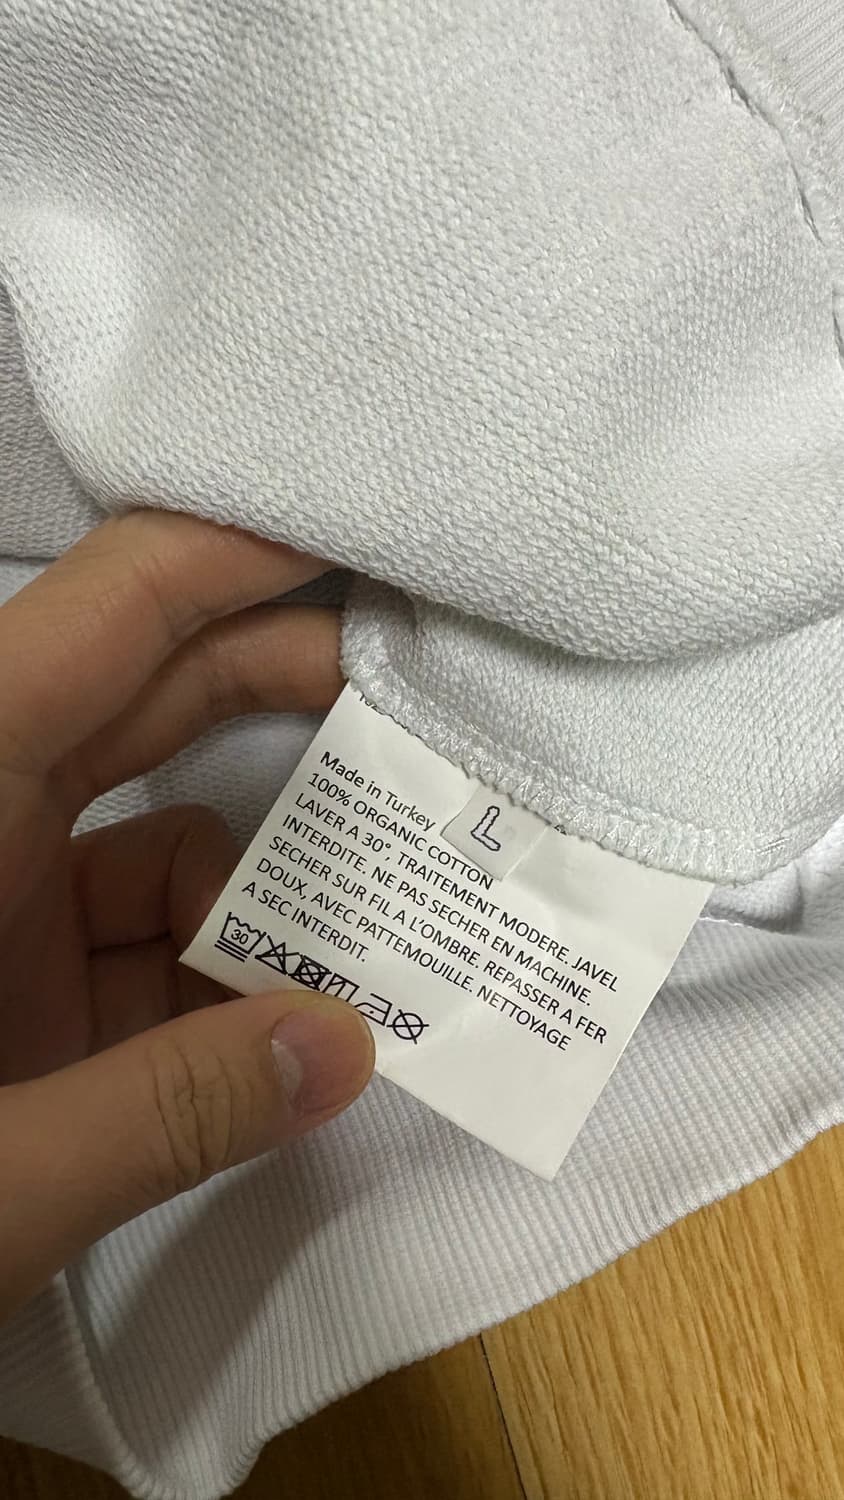 Made in Turkey
L
100% ORGANIC COTTON
LAVER A 30°, TRAITEMENT MODERE. JAVEL
INTERDITE. NE PAS SECHER EN MACHINE.
SECHER SUR FIL A L'OMBRE. REPASSER A FER
DOUX, AVEC PATTEMOUILLE. NETTOYAGE
A SEC INTERDIT.
30